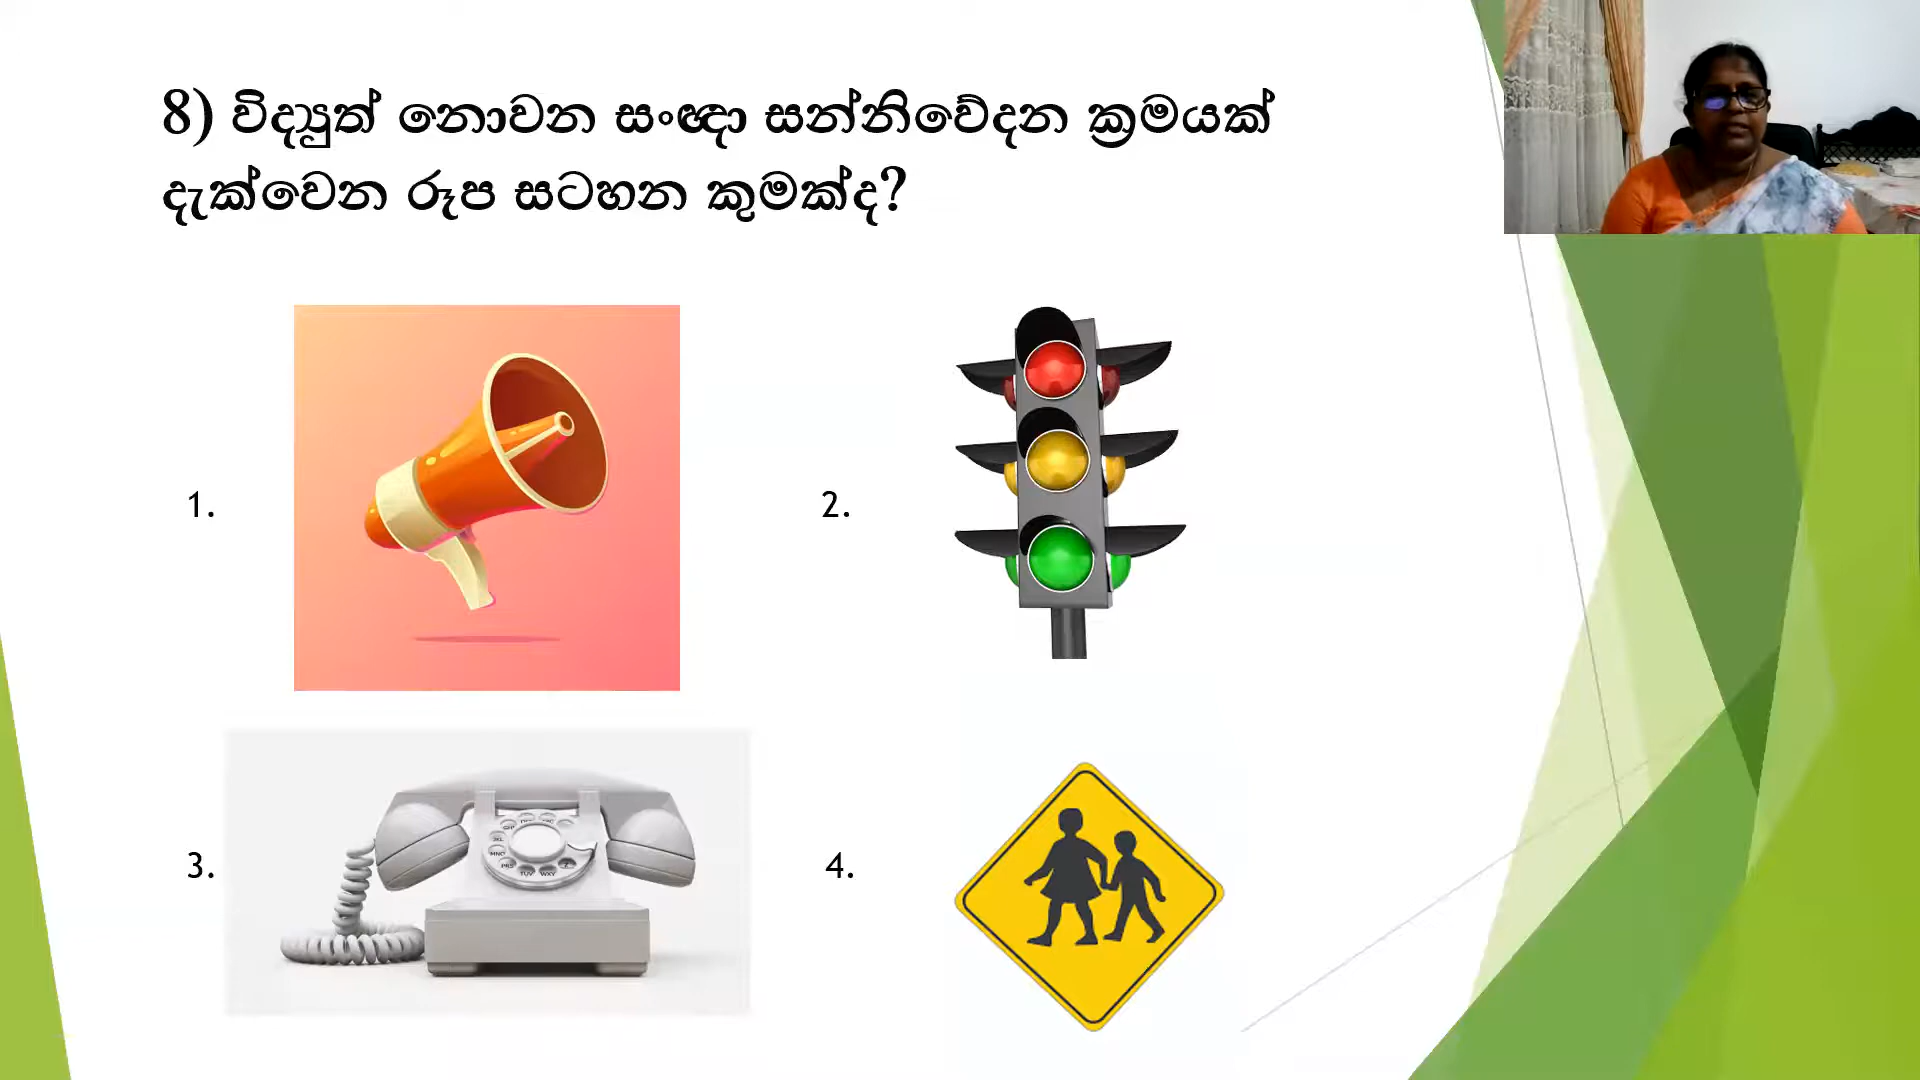 8) විද්‍යුත් නොවන සංඥා සන්නිවේදන ක්‍රමයක්
දැක්වෙන රූප සටහන කුමක්ද?
1.
2.
3.
4.